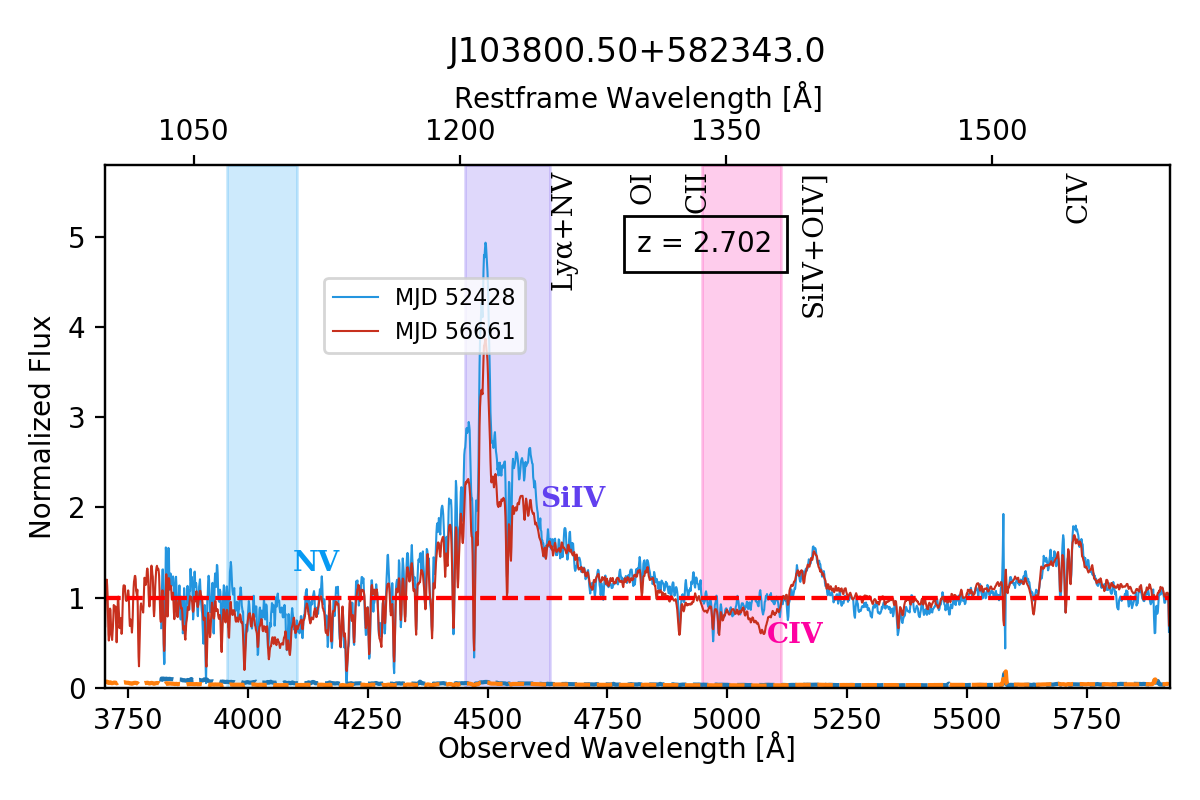 J103800.50+582343.0
Restframe Wavelength [Å]
1050 1200 1350 1500
Lyα+NV
OI
CII
SiIV+OIV]
CIV
z = 2.702
MJD 52428
MJD 56661
NV
SiIV
CIV
Normalized Flux
5
4
3
2
1
0
3750 4000 4250 4500 4750 5000 5250 5500 5750
Observed Wavelength [Å]